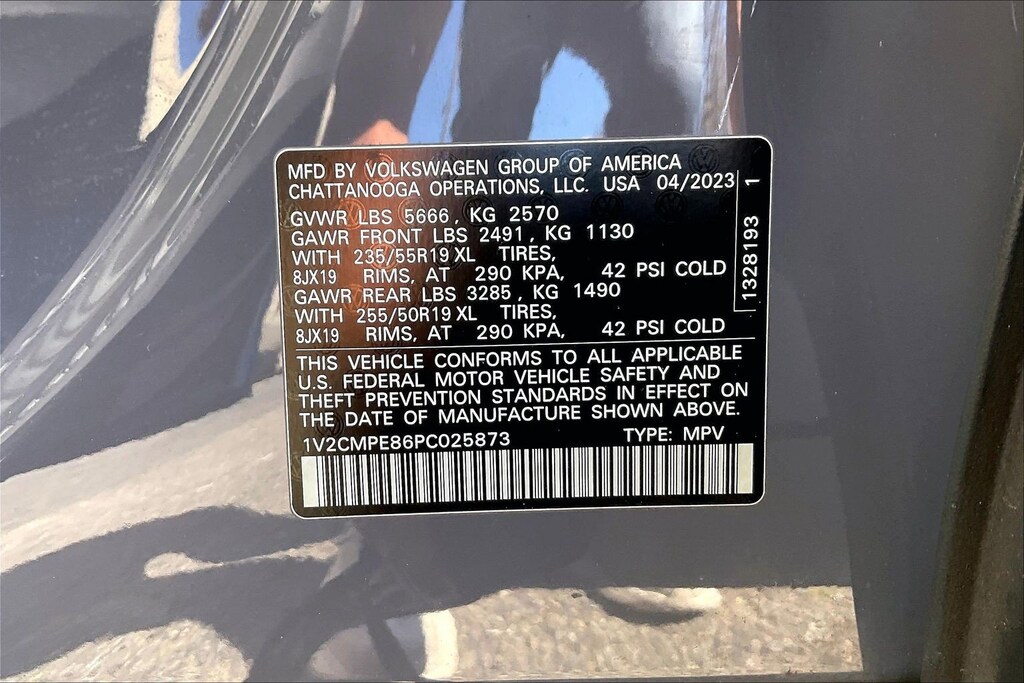 MFD BY VOLKSWAGEN GROUP OF AMERICA
CHATTANOOGA OPERATIONS, LLC. USA 04/2023
GVWR LBS 5666, KG 2570
GAWR FRONT LBS 2491, KG 1130
WITH 235/55R19 XL TIRES,
8JX19 RIMS, AT 290 KPA, 42 PSI COLD
GAWR REAR LBS 3285, KG 1490
WITH 255/50R19 XL TIRES,
8JX19 RIMS, AT 290 KPA, 42 PSI COLD
1328193 1
THIS VEHICLE CONFORMS TO ALL APPLICABLE
U.S. FEDERAL MOTOR VEHICLE SAFETY AND
THEFT PREVENTION STANDARDS IN EFFECT ON
THE DATE OF MANUFACTURE SHOWN ABOVE.
1V2CMPE86PC025873 TYPE: MPV